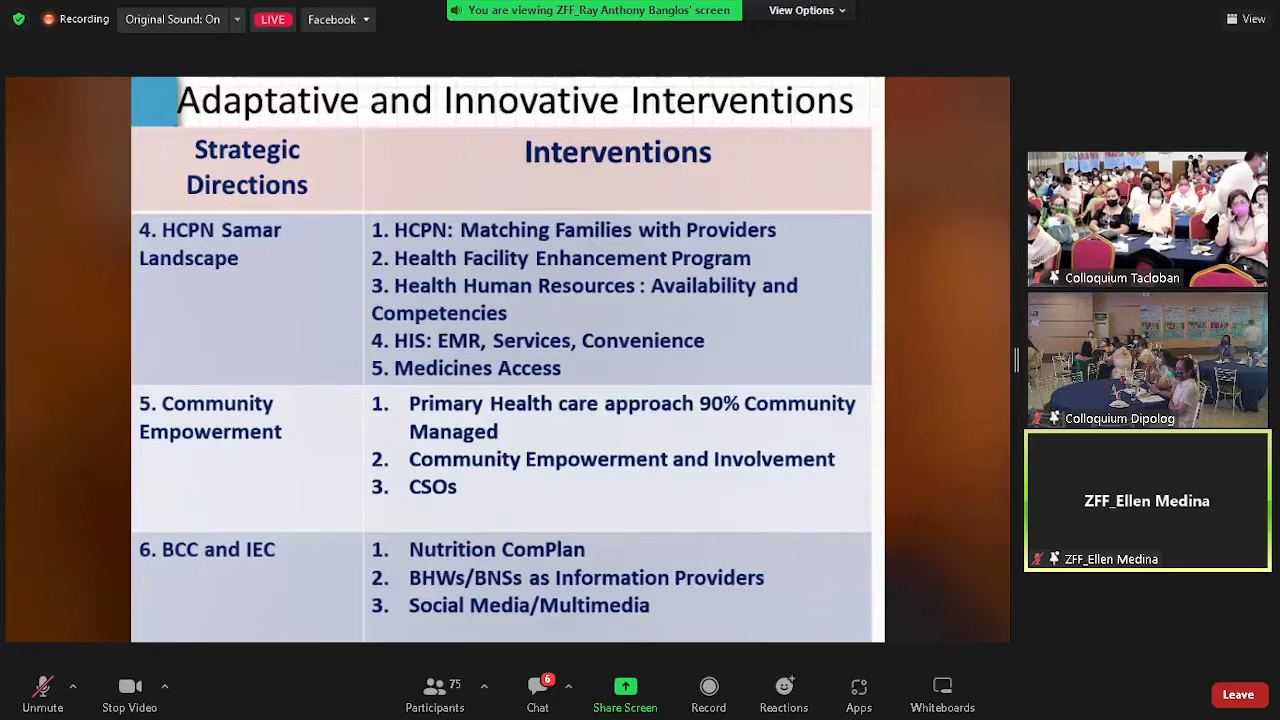 Recording
Original Sound: On
LIVE
Facebook
You are viewing ZFF_Ray Anthony Banglos' screen
View Options
View
Adaptative and Innovative Interventions
Strategic
Directions
Interventions
4. HCPN Samar
Landscape
1. HCPN: Matching Families with Providers
2. Health Facility Enhancement Program
3. Health Human Resources : Availability and
Competencies
4. HIS: EMR, Services, Convenience
5. Medicines Access
5. Community
Empowerment
1. Primary Health care approach 90% Community
Managed
2. Community Empowerment and Involvement
3. CSOs
6. BCC and IEC
1. Nutrition ComPlan
2. BHWs/BNSs as Information Providers
3. Social Media/Multimedia
Colloquium Tacloban
Colloquium Dipolog
ZFF_Ellen Medina
ZFF_Ellen Medina
Unmute
Stop Video
75
Participants
6
Chat
Share Screen
Record
Reactions
Apps
Whiteboards
Leave